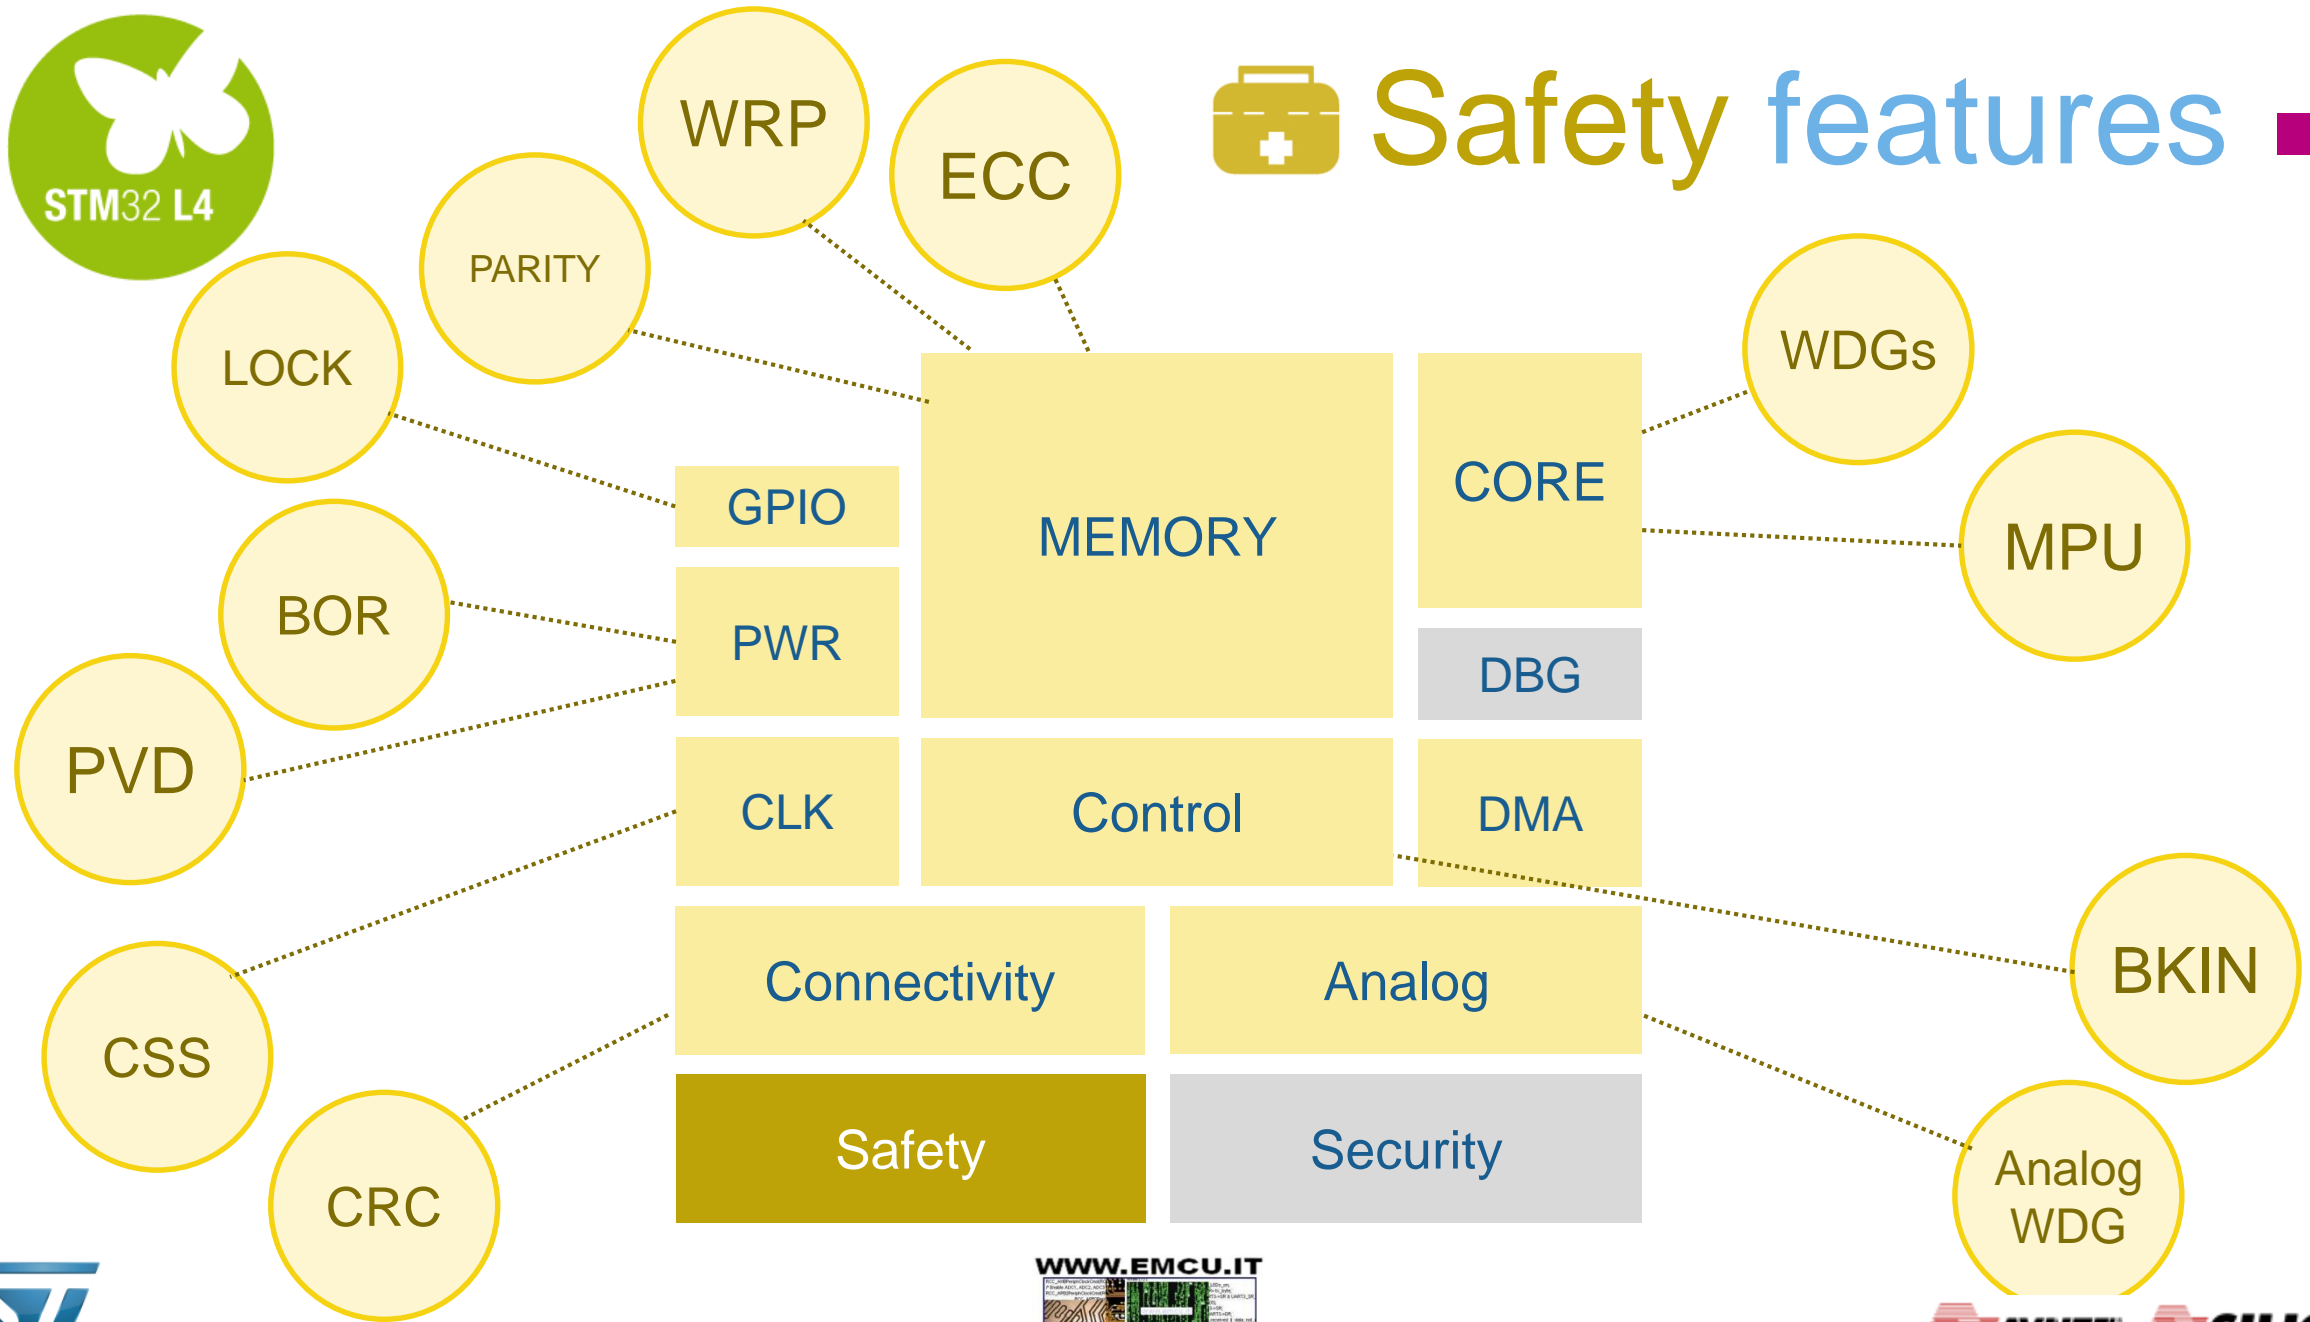 Safety features
STM32 L4
WRP
ECC
PARITY
LOCK
WDGs
MPU
BOR
PVD
CSS
CRC
BKIN
Analog
WDG
GPIO
MEMORY
CORE
PWR
DBG
CLK
Control
DMA
Connectivity
Analog
Safety
Security
WWW.EMCU.IT